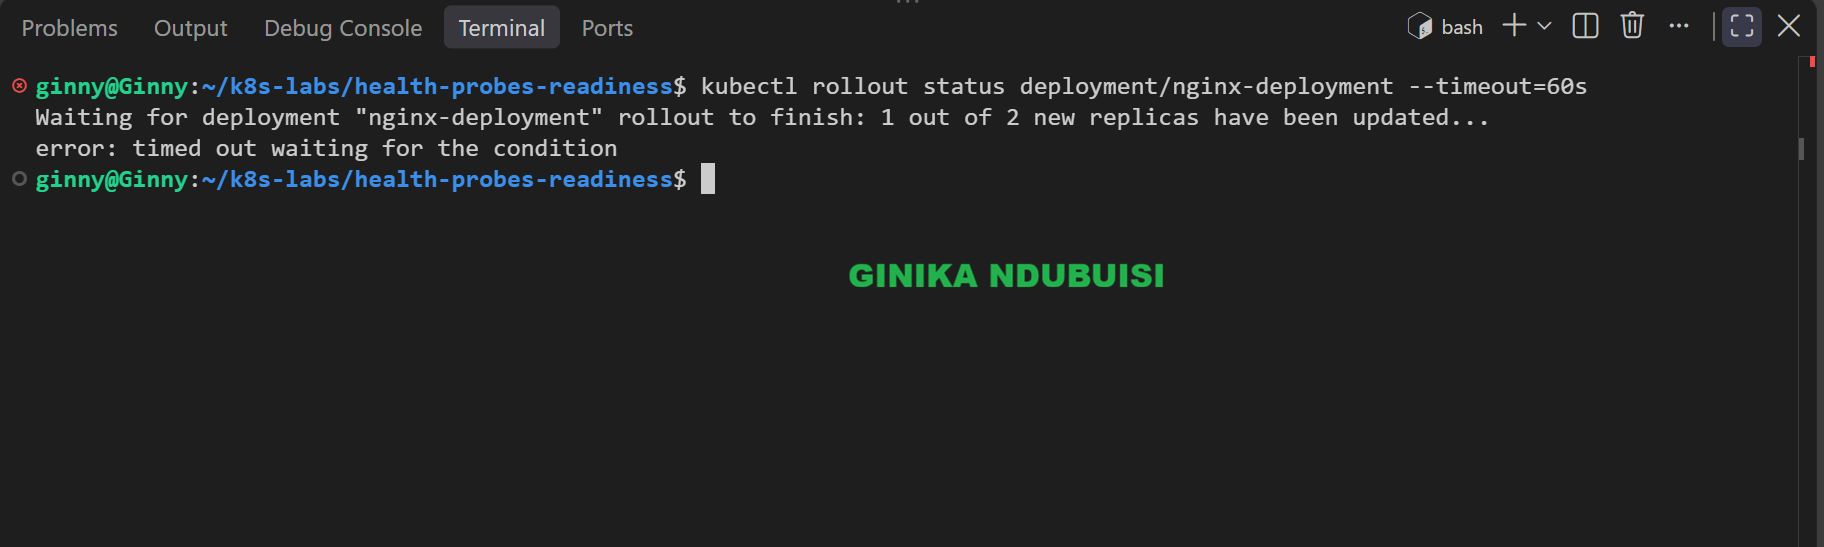 Problems Output Debug Console Terminal Ports bash
ginny@Ginny:~/k8s-labs/health-probes-readiness$ kubectl rollout status deployment/nginx-deployment --timeout=60s
Waiting for deployment "nginx-deployment" rollout to finish: 1 out of 2 new replicas have been updated...
error: timed out waiting for the condition
ginny@Ginny:~/k8s-labs/health-probes-readiness$
GINIKA NDUBUISI